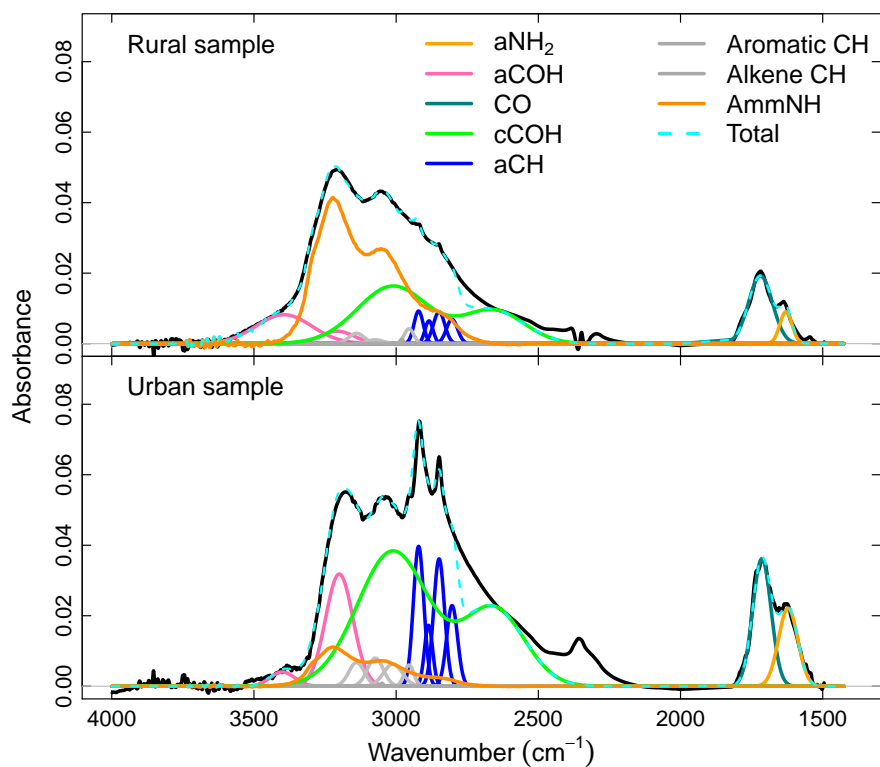 Rural sample
aNH₂
aCOH
CO
cCOH
aCH
Aromatic CH
Alkene CH
AmmNH
Total
0.00 0.02 0.04 0.06 0.08
Absorbance
Urban sample
0.00 0.02 0.04 0.06 0.08
4000 3500 3000 2500 2000 1500
Wavenumber (cm⁻¹)